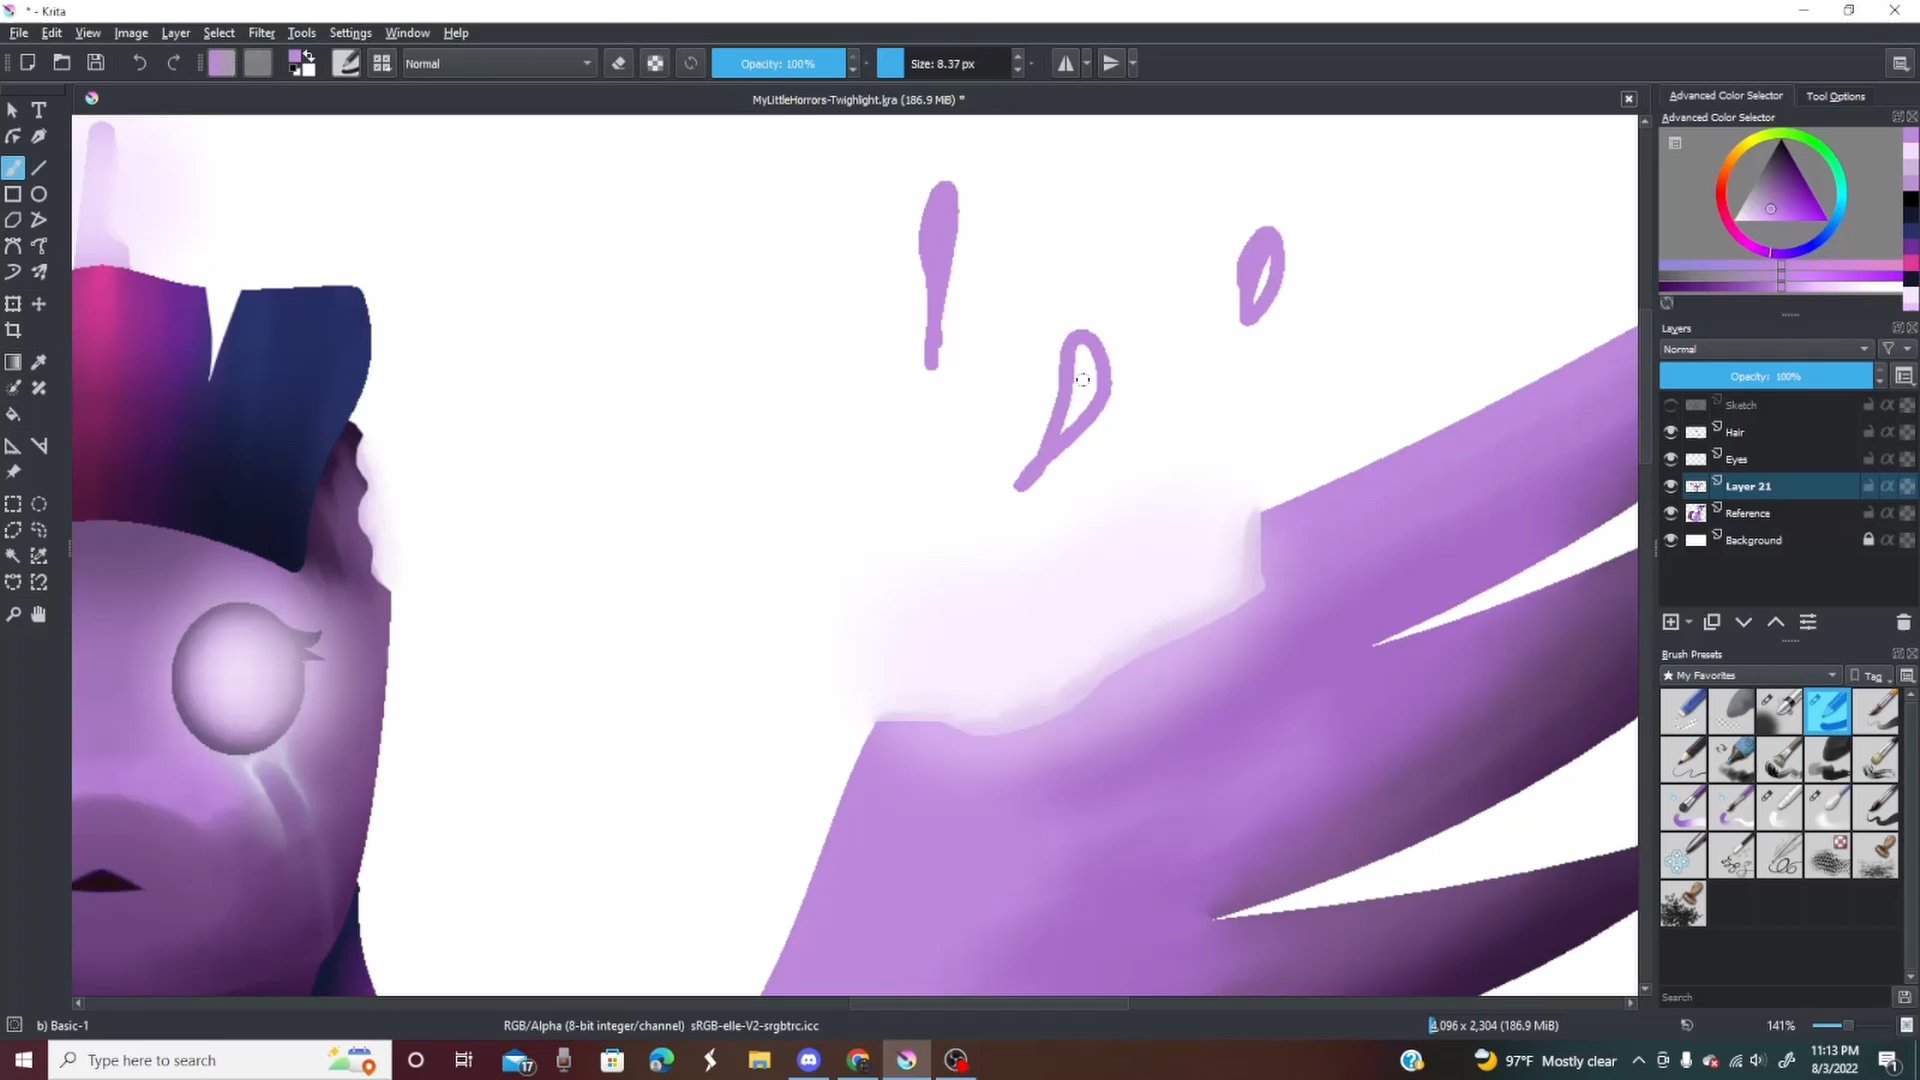 * - Krita
File Edit View Image Layer Select Filter Tools Settings Window Help
Normal
Opacity: 100%
Size: 8.37 px
MyLittleHorrors-Twighlight.kra (186.9 MiB) *
Advanced Color Selector
Tool Options
Advanced Color Selector
Layers
Normal
Opacity: 100%
Sketch
Hair
Eyes
Layer 21
Reference
Background
Brush Presets
★ My Favorites
Tag
Search
b) Basic-1
RGB/Alpha (8-bit integer/channel) sRGB-elle-V2-srgbtrc.icc
4,096 x 2,304 (186.9 MiB)
141%
Type here to search
17
97°F Mostly clear
11:13 PM
8/3/2022
1